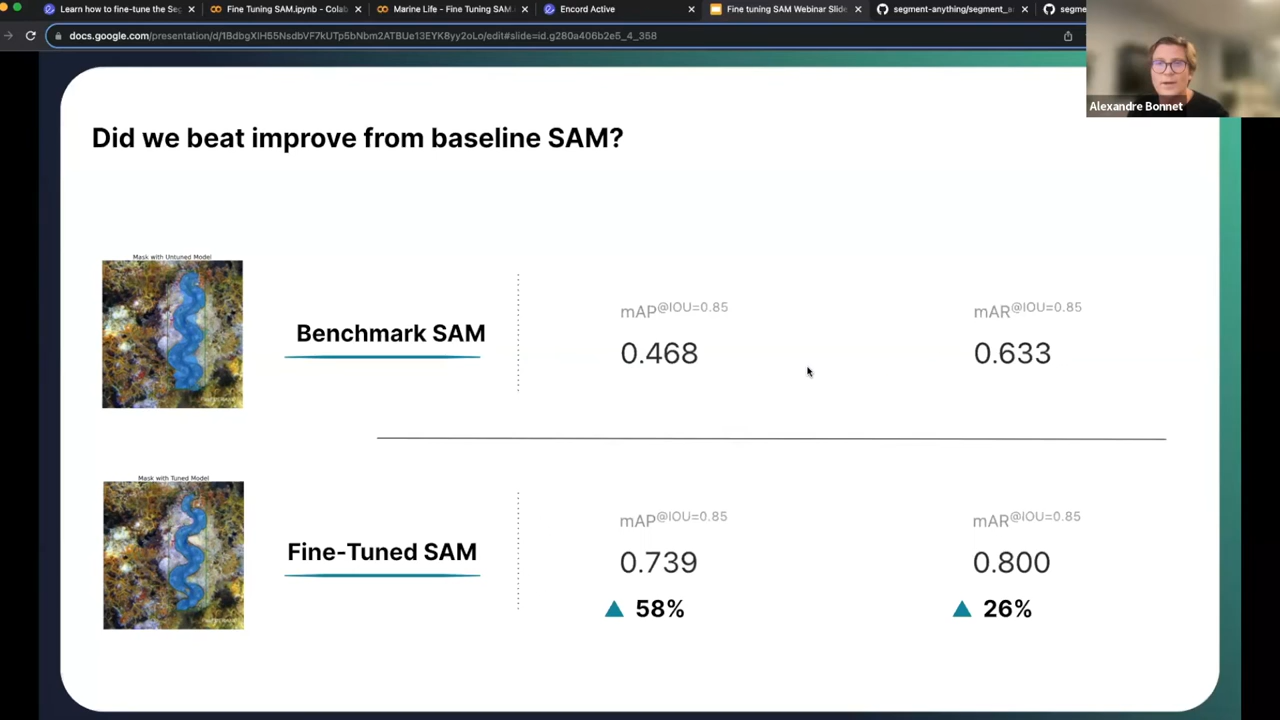 Learn how to fine-tune the Seg
Fine Tuning SAM.ipynb - Colab
Marine Life - Fine Tuning SAM.
Encord Active
Fine tuning SAM Webinar Slide
segment-anything/segment_a
segme
docs.google.com/presentation/d/1BdbgXIH55NsdbVF7kUTp5bNbm2ATBUe13EYK8yy2oLo/edit#slide=id.g280a406b2e5_4_358
Alexandre Bonnet
Did we beat improve from baseline SAM?
Mask with Untuned Model
Benchmark SAM
mAP@IOU=0.85
mAR@IOU=0.85
0.468
0.633
Mask with Tuned Model
Fine-Tuned SAM
mAP@IOU=0.85
mAR@IOU=0.85
0.739
0.800
▲ 58%
▲ 26%